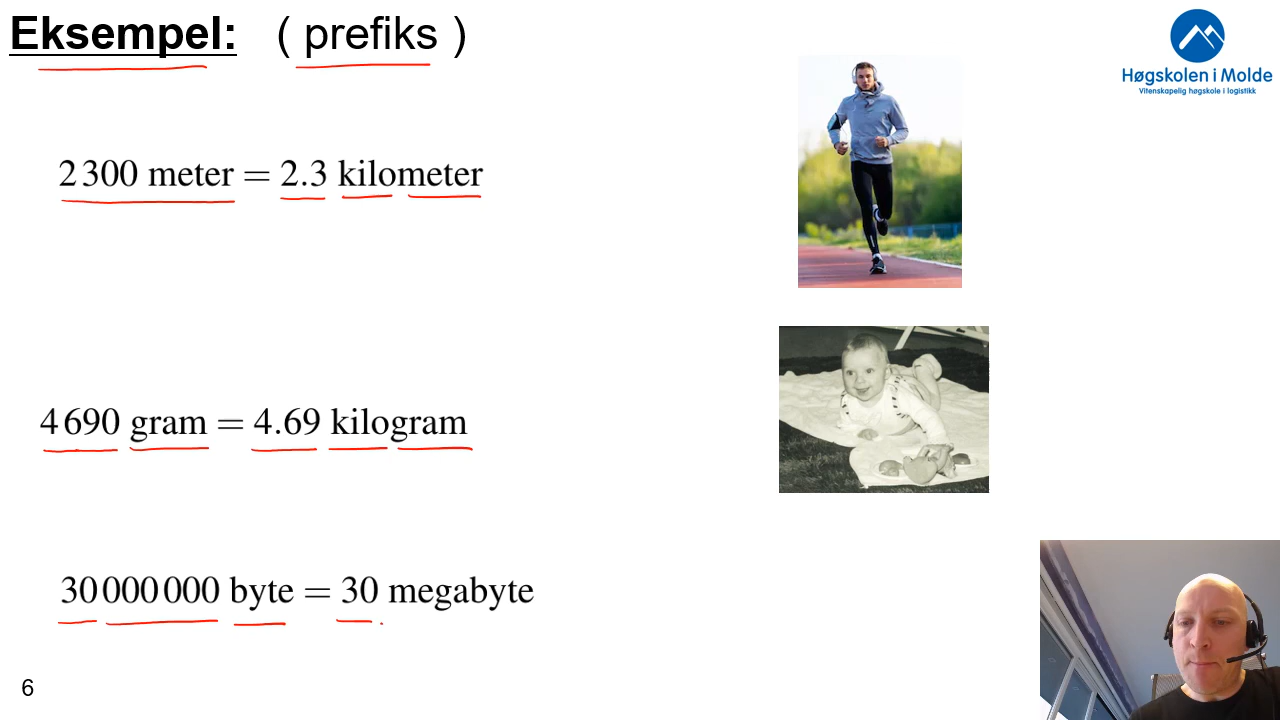 Eksempel: ( prefiks )
Høgskolen i Molde
Vitenskapelig høgskole i logistikk
2 300 meter = 2.3 kilometer
4 690 gram = 4.69 kilogram
30 000 000 byte = 30 megabyte
6